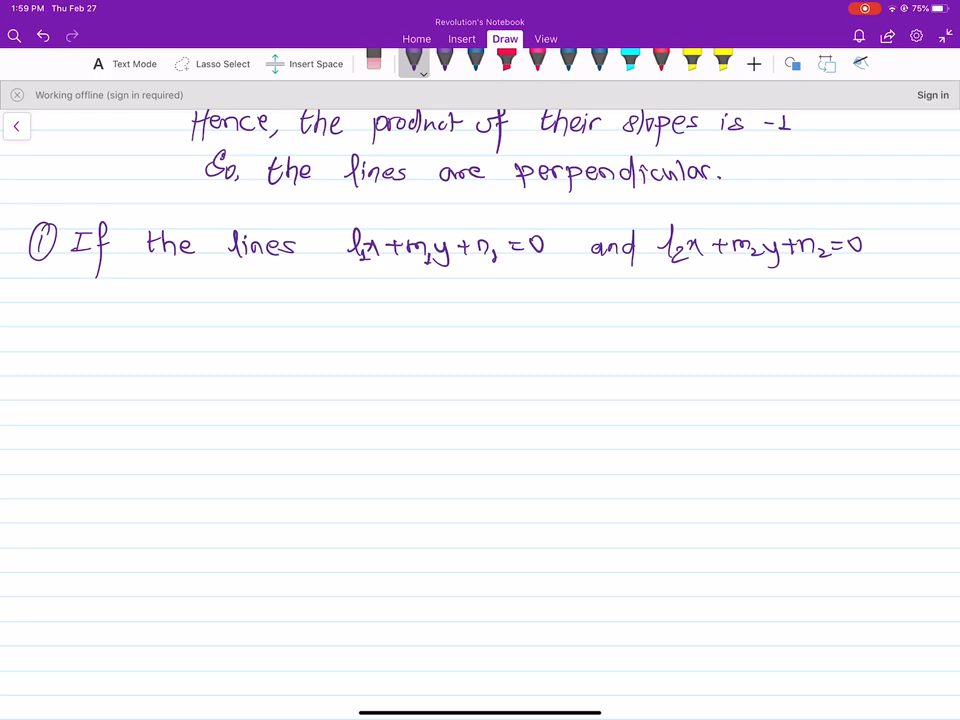 1:59 PM Thu Feb 27
75%
Revolution's Notebook
Home Insert Draw View
A Text Mode Lasso Select Insert Space
Working offline (sign in required) Sign in
Hence, the product of their slopes is -1
So, the lines are perpendicular.
① If the lines l₁x + m₁y + n₁ = 0 and l₂x + m₂y + n₂ = 0